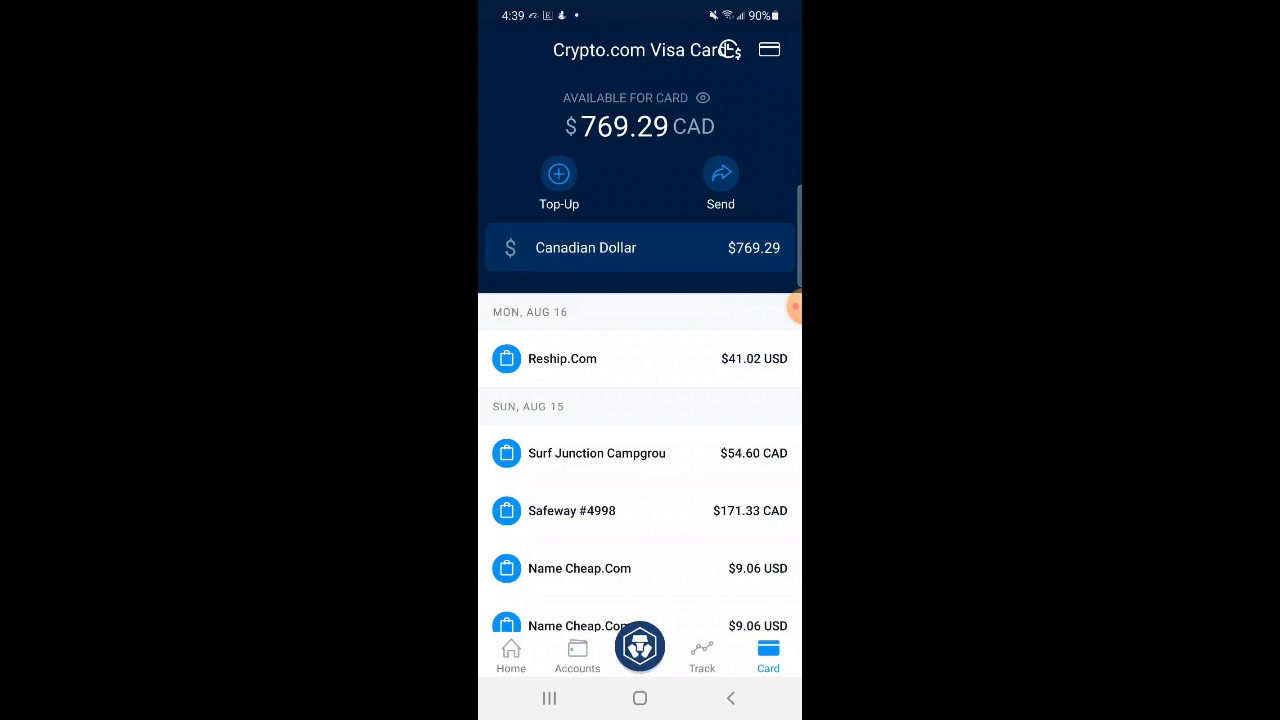 4:39
90%
Crypto.com Visa Card
AVAILABLE FOR CARD
$769.29 CAD
Top-Up
Send
$ Canadian Dollar $769.29
MON, AUG 16
Reship.Com $41.02 USD
SUN, AUG 15
Surf Junction Campgrou $54.60 CAD
Safeway #4998 $171.33 CAD
Name Cheap.Com $9.06 USD
Name Cheap.Com $9.06 USD
Home
Accounts
Track
Card